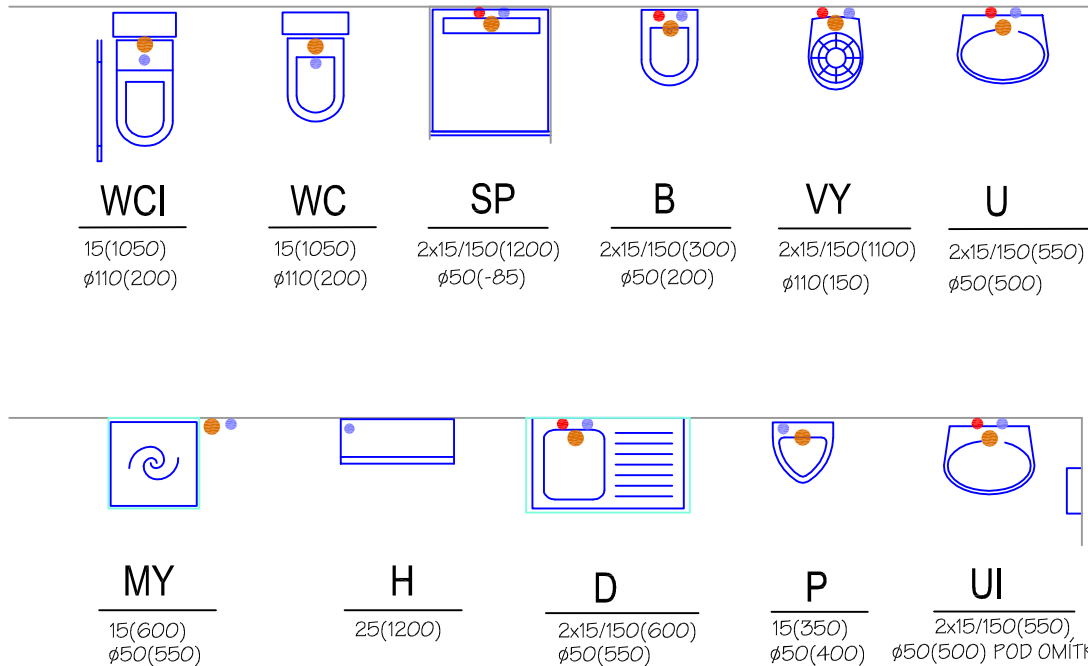 WCI WC SP B VY U
15(1050) 15(1050) 2x15/150(1200) 2x15/150(300) 2x15/150(1100) 2x15/150(550)
ø110(200) ø110(200) ø50(-85) ø50(200) ø110(150) ø50(500)
MY H D P UI
15(600) 25(1200) 2x15/150(600) 15(350) 2x15/150(550),
ø50(550) ø50(550) ø50(400) ø50(500) POD